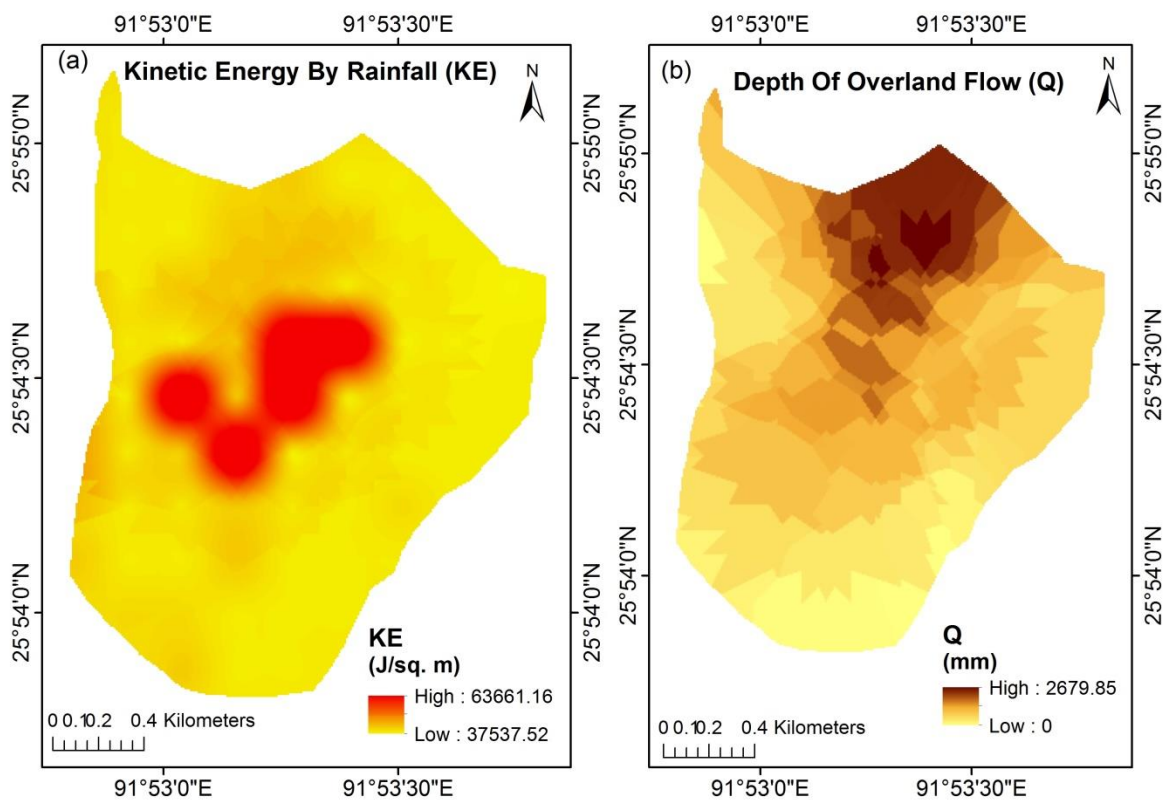 91°53'0"E 91°53'30"E
(a)
Kinetic Energy By Rainfall (KE)
N
25°55'0"N
25°54'30"N
25°54'0"N
25°55'0"N
25°54'30"N
25°54'0"N
KE
(J/sq. m)
High : 63661.16
Low : 37537.52
0 0.1 0.2 0.4 Kilometers
91°53'0"E 91°53'30"E
91°53'0"E 91°53'30"E
(b)
Depth Of Overland Flow (Q)
N
25°55'0"N
25°54'30"N
25°54'0"N
25°55'0"N
25°54'30"N
25°54'0"N
Q
(mm)
High : 2679.85
Low : 0
0 0.1 0.2 0.4 Kilometers
91°53'0"E 91°53'30"E